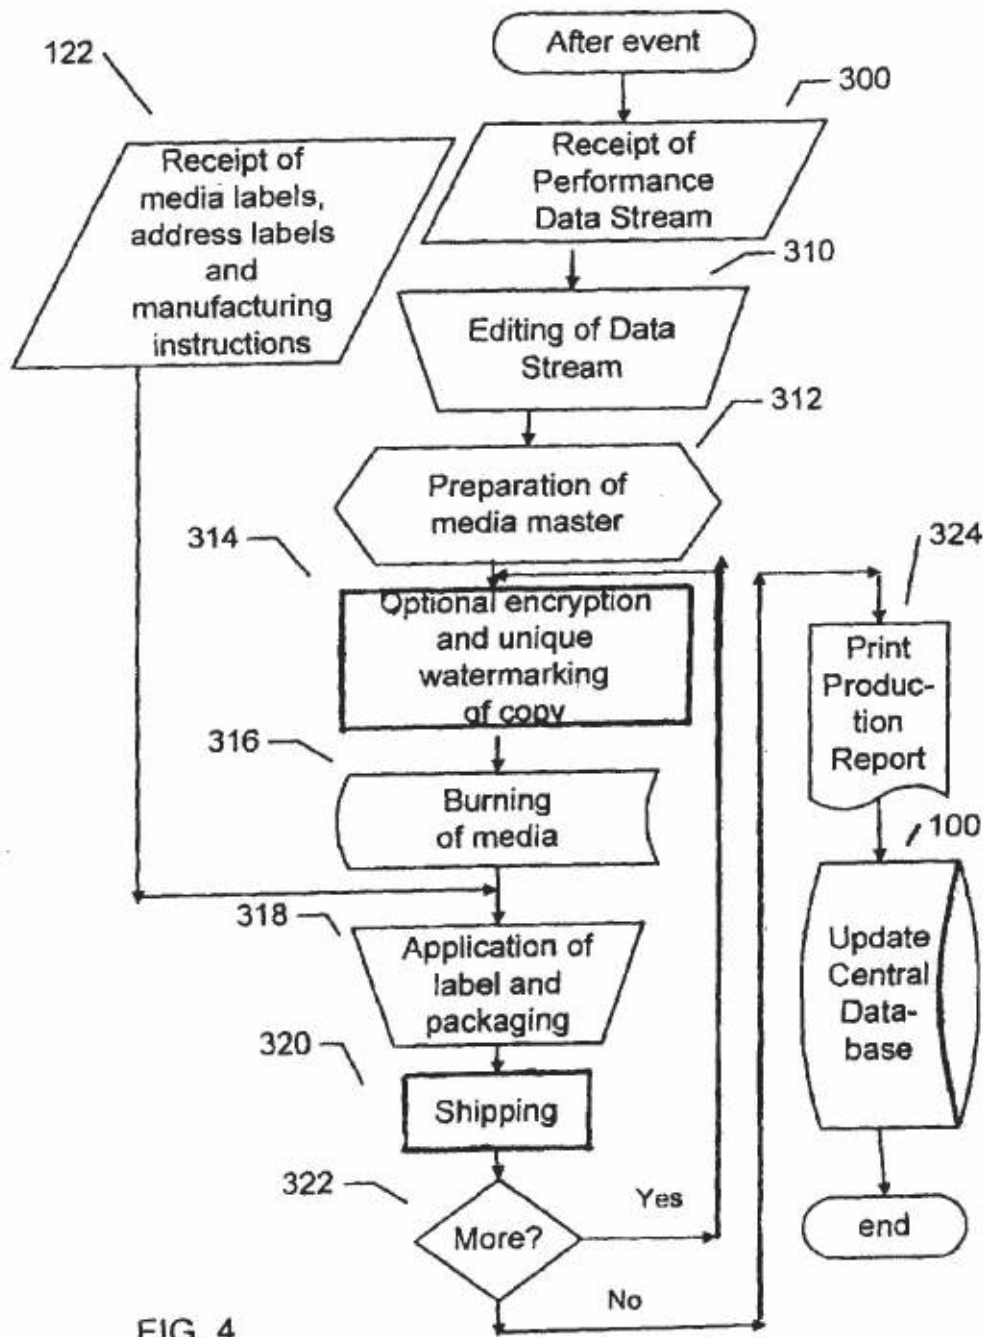 After event
122
300
Receipt of
media labels,
address labels
and
manufacturing
instructions
Receipt of
Performance
Data Stream
310
Editing of Data
Stream
312
Preparation of
media master
314
324
Optional encryption
and unique
watermarking
of copy
Print
Produc-
tion
Report
316
Burning
of media
100
318
Application of
label and
packaging
Update
Central
Data-
base
320
Shipping
322
More?
Yes
end
No
FIG. 4